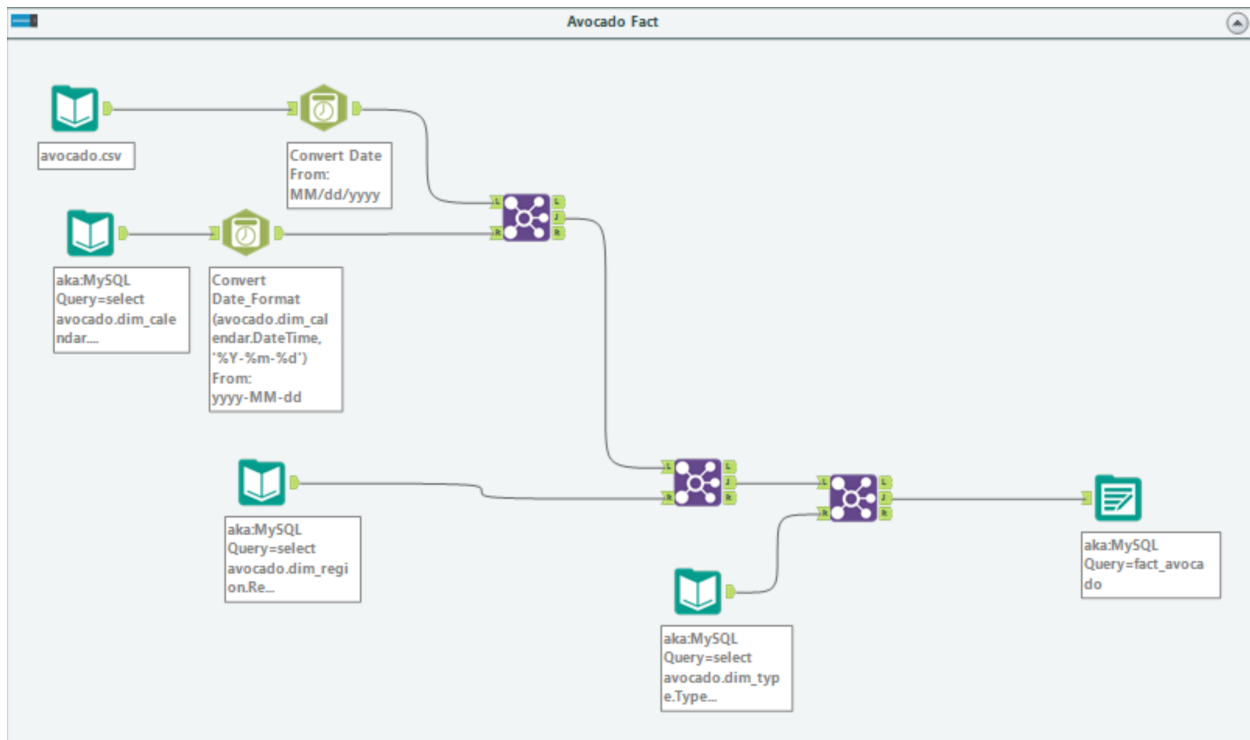 Avocado Fact
avocado.csv
Convert Date
From:
MM/dd/yyyy
L
R
L
J
R
aka:MySQL
Query=select
avocado.dim_cale
ndar....
Convert
Date_Format
(avocado.dim_cal
endar.DateTime,
'%Y-%m-%d')
From:
yyyy-MM-dd
L
R
L
J
R
aka:MySQL
Query=select
avocado.dim_regi
on.Re...
L
R
L
J
R
aka:MySQL
Query=select
avocado.dim_typ
e.Type...
aka:MySQL
Query=fact_avoca
do